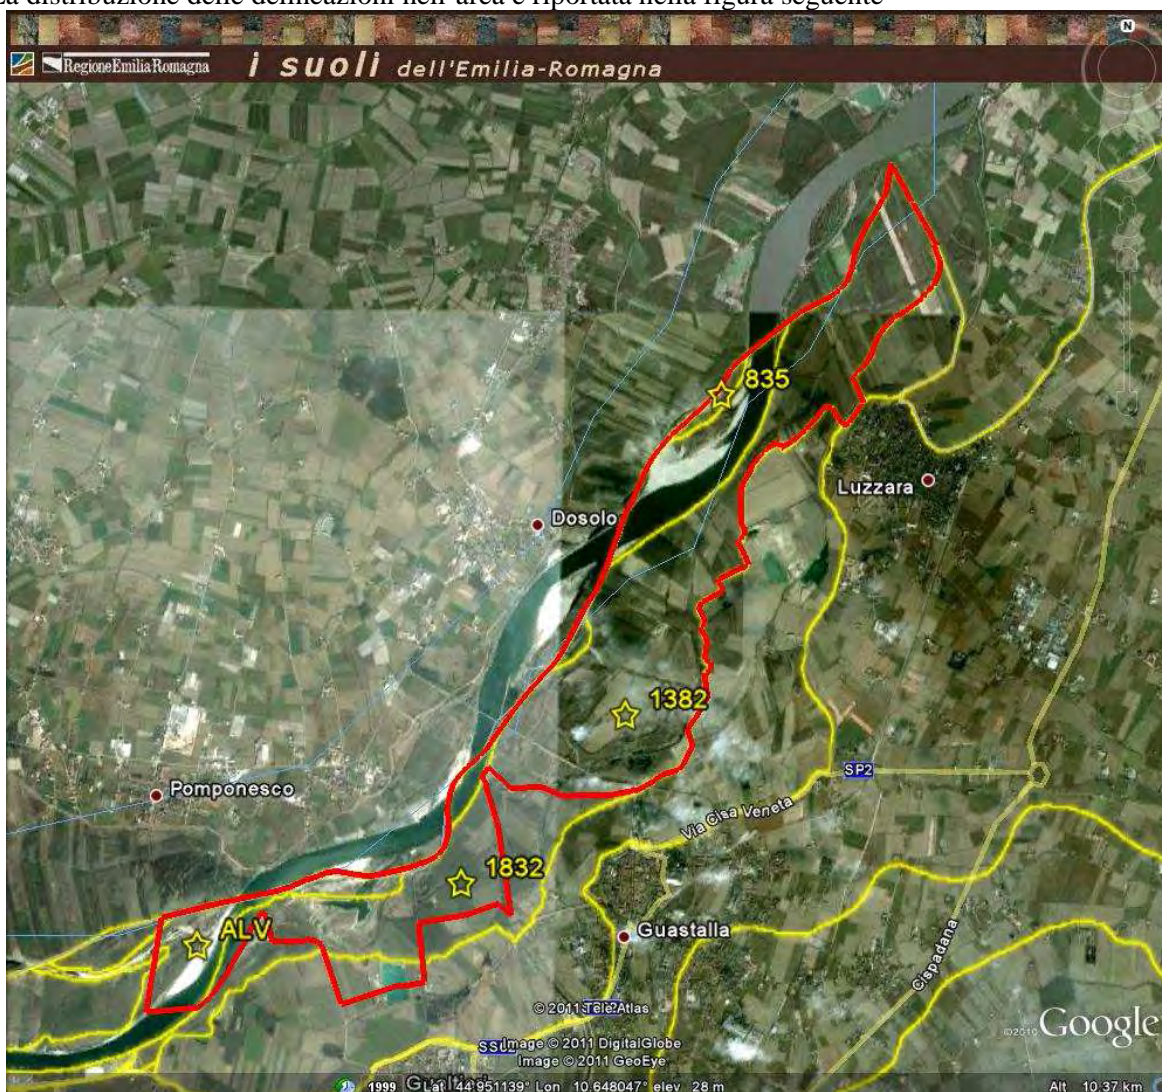 La distribuzione delle delineazioni nell'area è riportata nella figura seguente
N
RegioneEmiliaRomagna
i suoli dell'Emilia-Romagna
835
Luzzara
Dosolo
1382
SP2
Pomponesco
Via Cisa Veneta
1832
ALV
Guastalla
Cispadana
© 2011 Tele Atlas
©2010 Google
Image © 2011 DigitalGlobe
Image © 2011 GeoEye
1999
Lat 44.951139° Lon 10.648047° elev 28 m
Alt 10.37 km